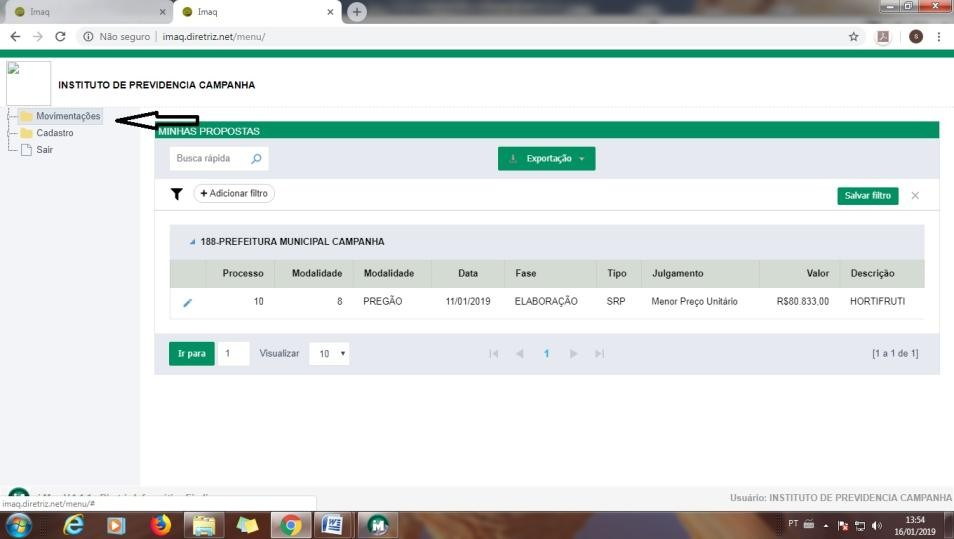 Imaq
Imaq
Não seguro | imaq.diretriz.net/menu/
INSTITUTO DE PREVIDENCIA CAMPANHA
Movimentações
Cadastro
Sair
MINHAS PROPOSTAS
Busca rápida
Exportação
+ Adicionar filtro
Salvar filtro
188-PREFEITURA MUNICIPAL CAMPANHA
Processo Modalidade Modalidade Data Fase Tipo Julgamento Valor Descrição
10 8 PREGÃO 11/01/2019 ELABORAÇÃO SRP Menor Preço Unitário R$80.833,00 HORTIFRUTI
Ir para 1 Visualizar 10 1 [1 a 1 de 1]
Usuário: INSTITUTO DE PREVIDENCIA CAMPANHA
imaq.diretriz.net/menu/#
PT 13:54
16/01/2019